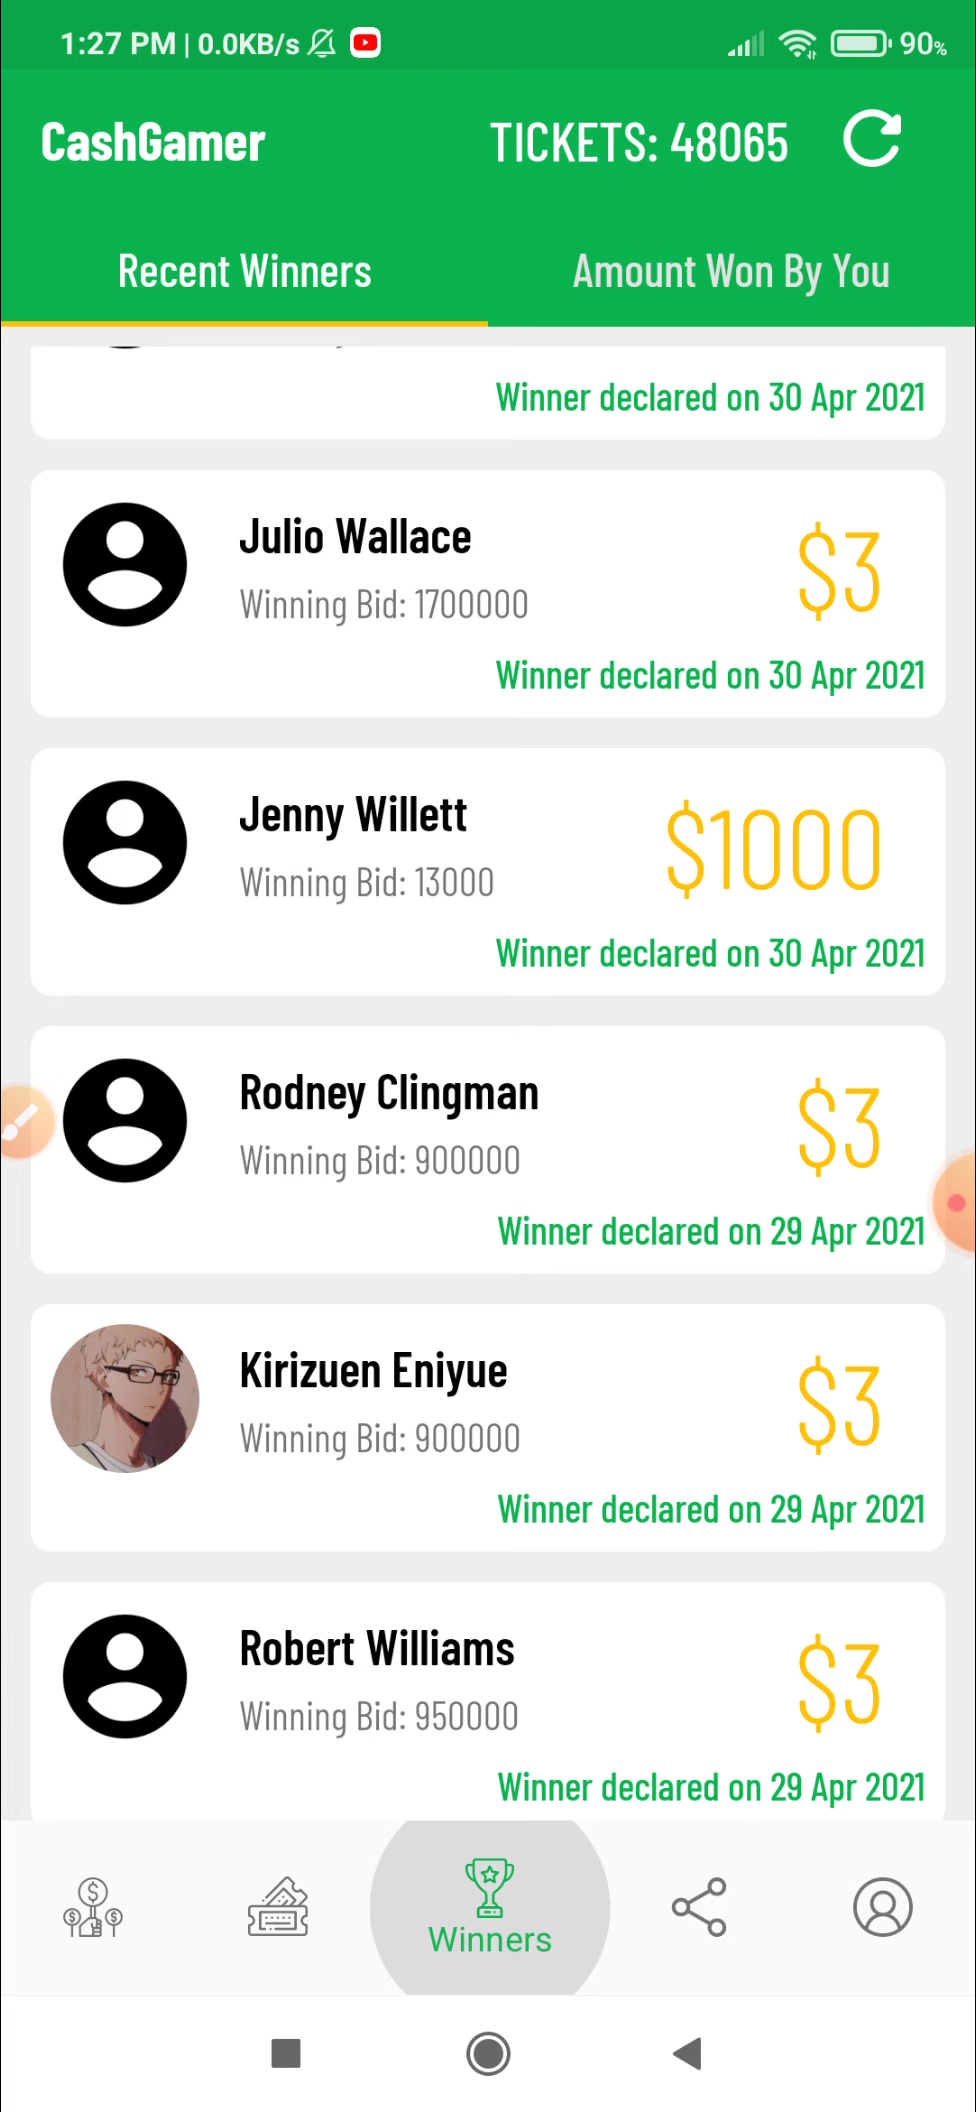 1:27 PM | 0.0KB/s 90%
CashGamer TICKETS: 48065
Recent Winners Amount Won By You
Winner declared on 30 Apr 2021
Julio Wallace
$3
Winning Bid: 1700000
Winner declared on 30 Apr 2021
Jenny Willett
$1000
Winning Bid: 13000
Winner declared on 30 Apr 2021
Rodney Clingman
$3
Winning Bid: 900000
Winner declared on 29 Apr 2021
Kirizuen Eniyue
$3
Winning Bid: 900000
Winner declared on 29 Apr 2021
Robert Williams
$3
Winning Bid: 950000
Winner declared on 29 Apr 2021
Winners